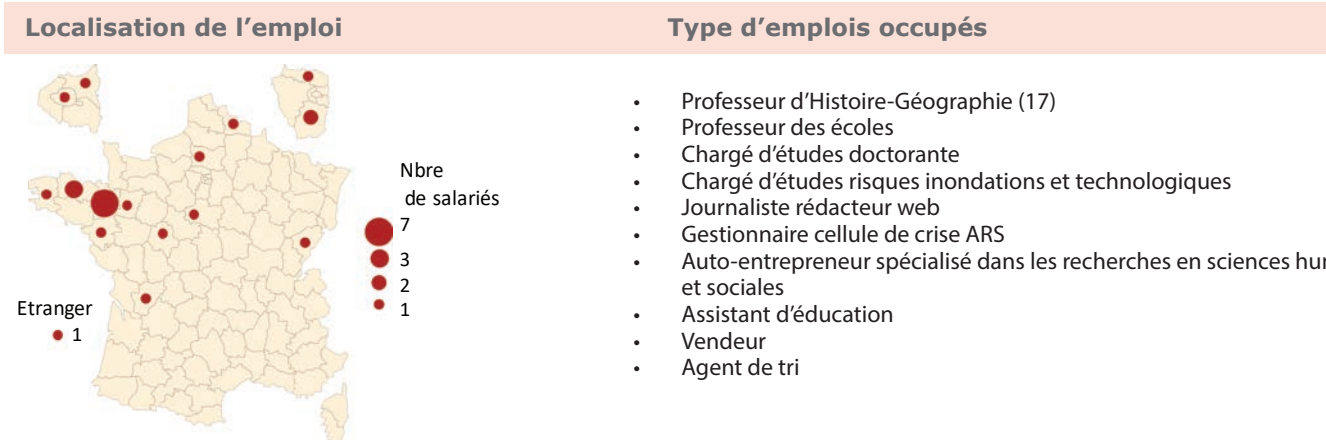 Localisation de l'emploi
Type d'emplois occupés
Nbre
de salariés
7
3
2
1
Etranger
1
• Professeur d'Histoire-Géographie (17)
• Professeur des écoles
• Chargé d'études doctorante
• Chargé d'études risques inondations et technologiques
• Journaliste rédacteur web
• Gestionnaire cellule de crise ARS
• Auto-entrepreneur spécialisé dans les recherches en sciences
et sociales
• Assistant d'éducation
• Vendeur
• Agent de tri